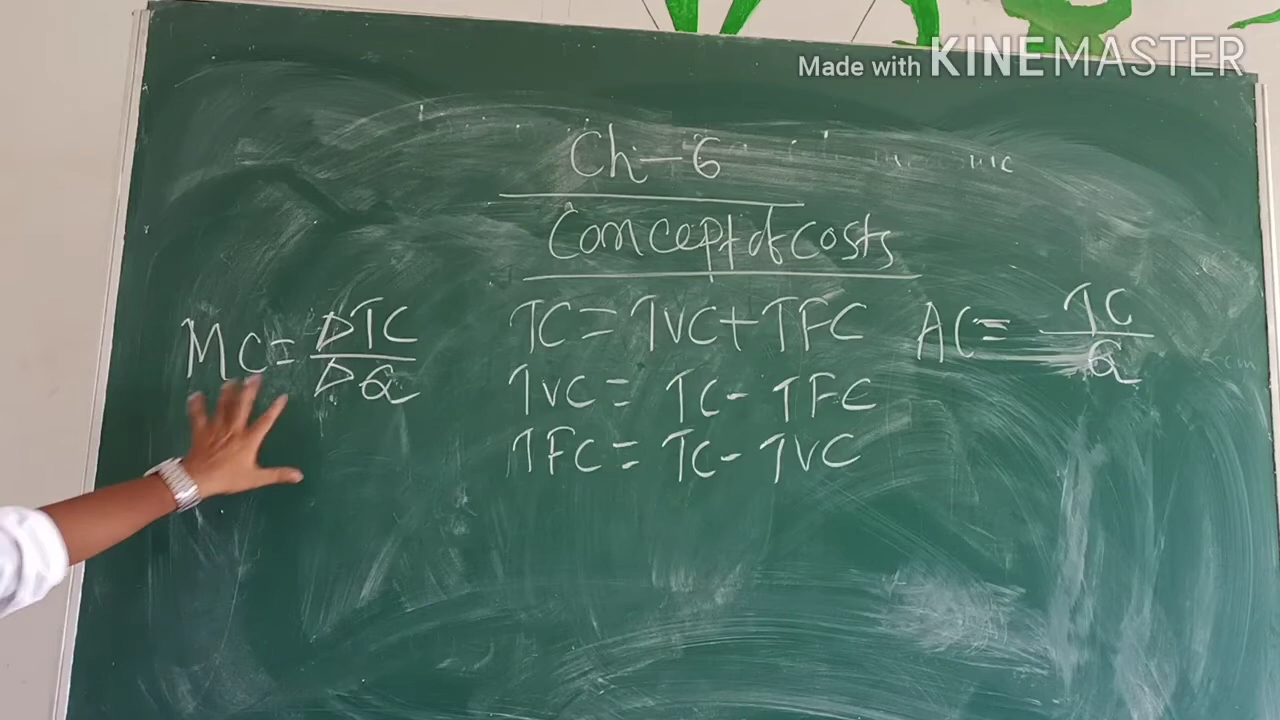 Made with KINEMASTER
Ch-6
Concept of costs
MC = ΔTC / ΔQ
TC = TVC + TFC
TVC = TC - TFC
TFC = TC - TVC
AC = TC / Q